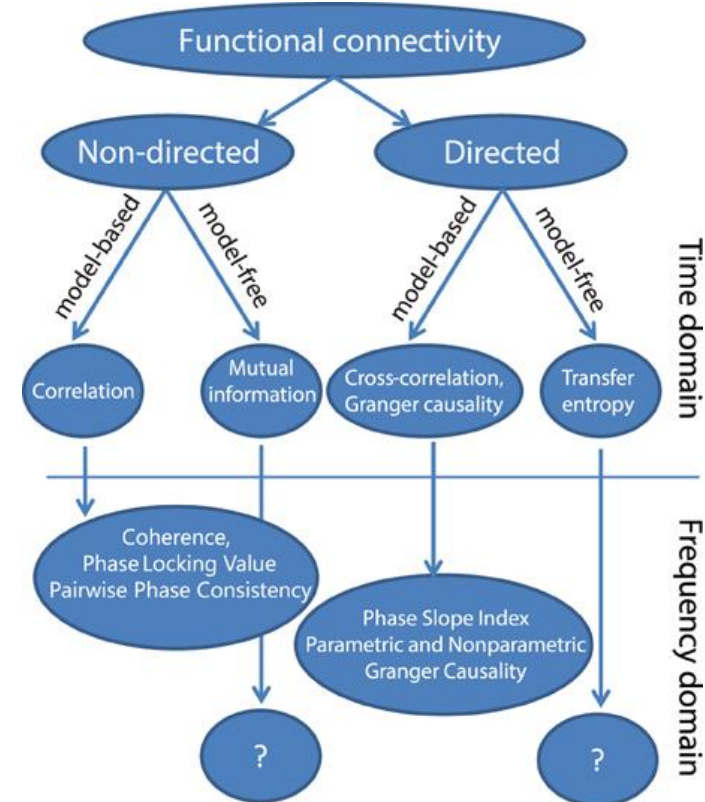 Functional connectivity
Non-directed
Directed
model-based
model-free
model-based
model-free
Time domain
Correlation
Mutual
information
Cross-correlation,
Granger causality
Transfer
entropy
Coherence,
Phase Locking Value
Pairwise Phase Consistency
Phase Slope Index
Parametric and Nonparametric
Granger Causality
Frequency domain
?
?